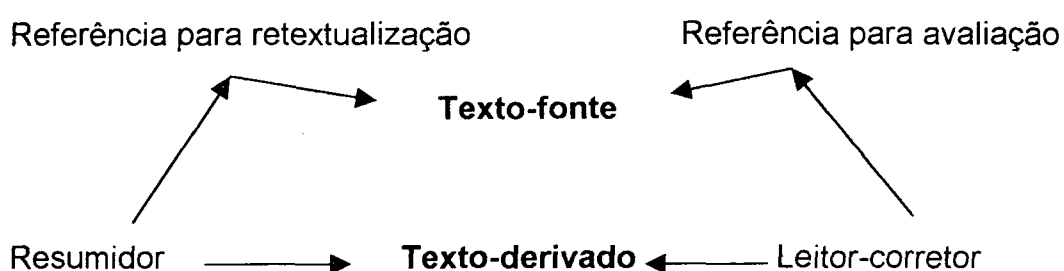 Referência para retextualização Referência para avaliação
Texto-fonte
Resumidor Texto-derivado Leitor-corretor